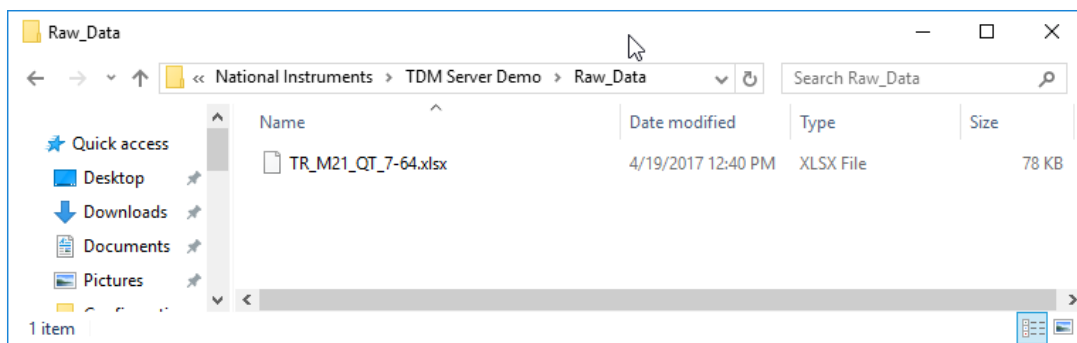 Raw_Data
« National Instruments > TDM Server Demo > Raw_Data
Search Raw_Data
Name Date modified Type Size
Quick access
TR_M21_QT_7-64.xlsx 4/19/2017 12:40 PM XLSX File 78 KB
Desktop
Downloads
Documents
Pictures
1 item